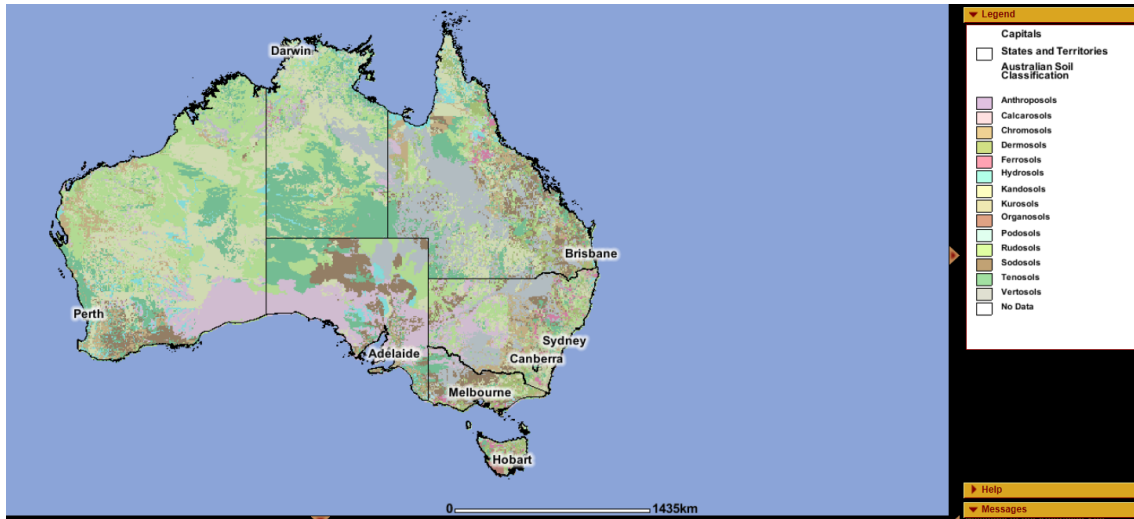 Darwin
Brisbane
Perth
Sydney
Adelaide
Canberra
Melbourne
Hobart
0 1435km
Legend
Capitals
States and Territories
Australian Soil
Classification
Anthroposols
Calcarosols
Chromosols
Dermosols
Ferrosols
Hydrosols
Kandosols
Kurosols
Organosols
Podosols
Rudosols
Sodosols
Tenosols
Vertosols
No Data
Help
Messages